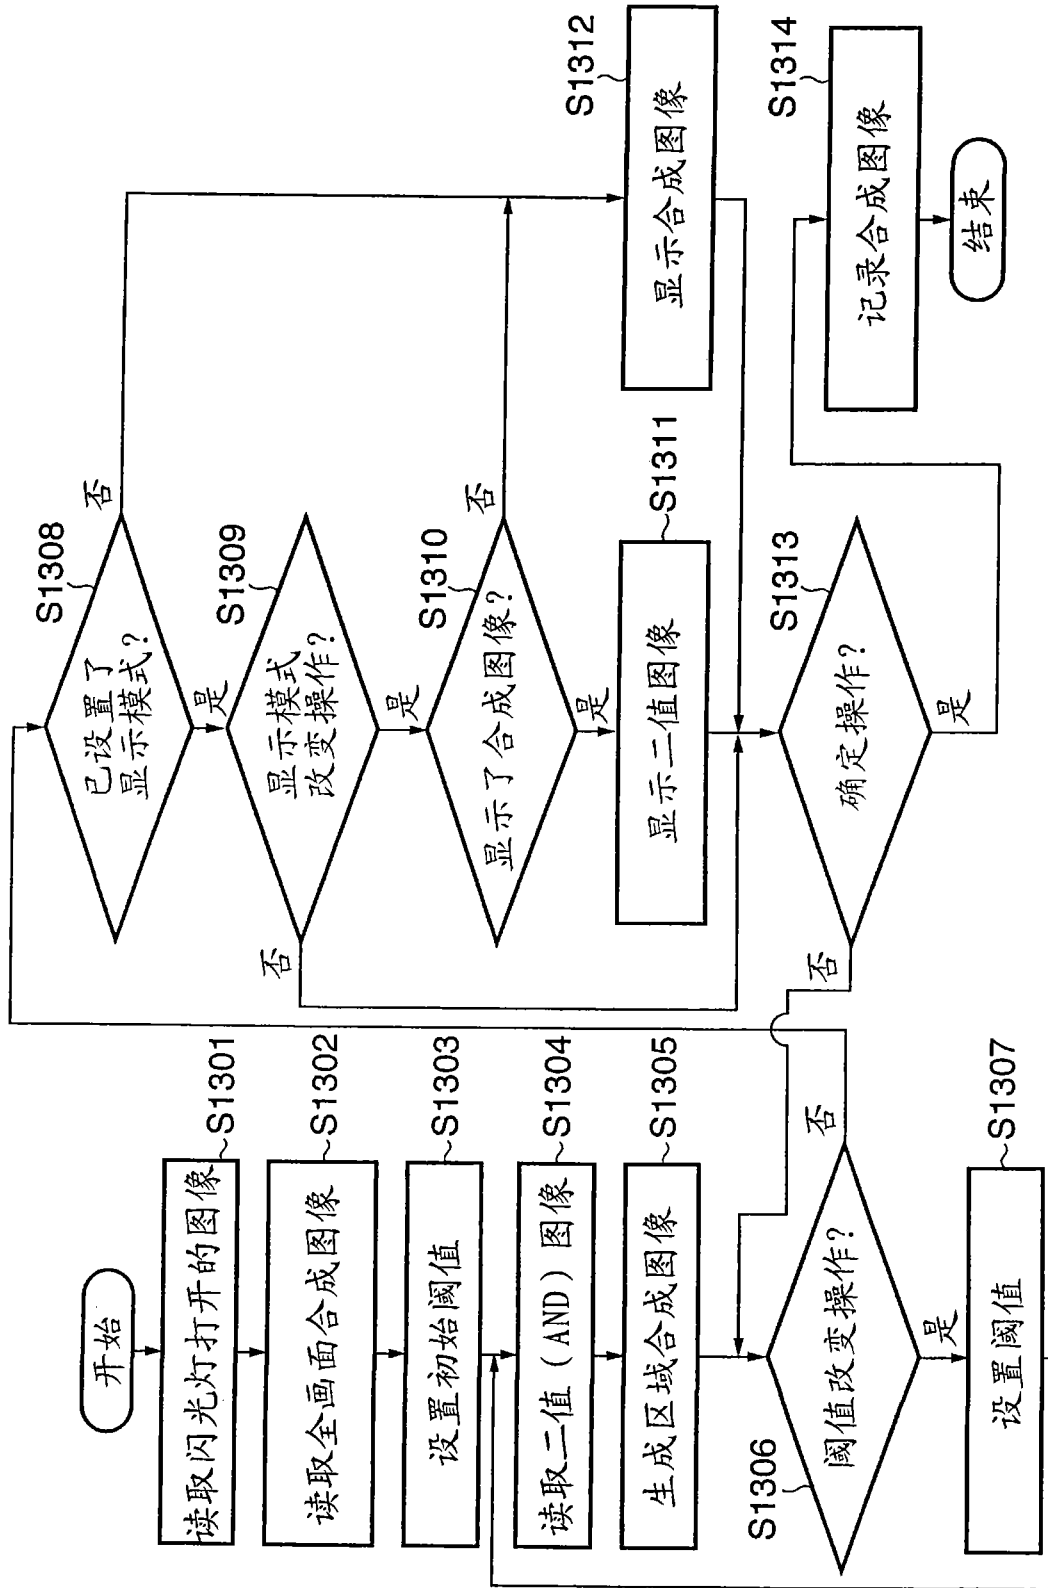 开始
读取闪光灯打开的图像
S1301
读取全画面合成图像
S1302
设置初始阈值
S1303
读取二值(AND)图像
S1304
生成区域合成图像
S1305
S1306
阈值改变操作?
否
是
设置阈值
S1307
S1308
已设置了
显示模式?
否
是
S1309
显示模式
改变操作?
否
是
S1310
显示了合成图像?
否
是
S1311
显示二值图像
S1312
显示合成图像
S1313
确定操作?
否
是
S1314
记录合成图像
结束